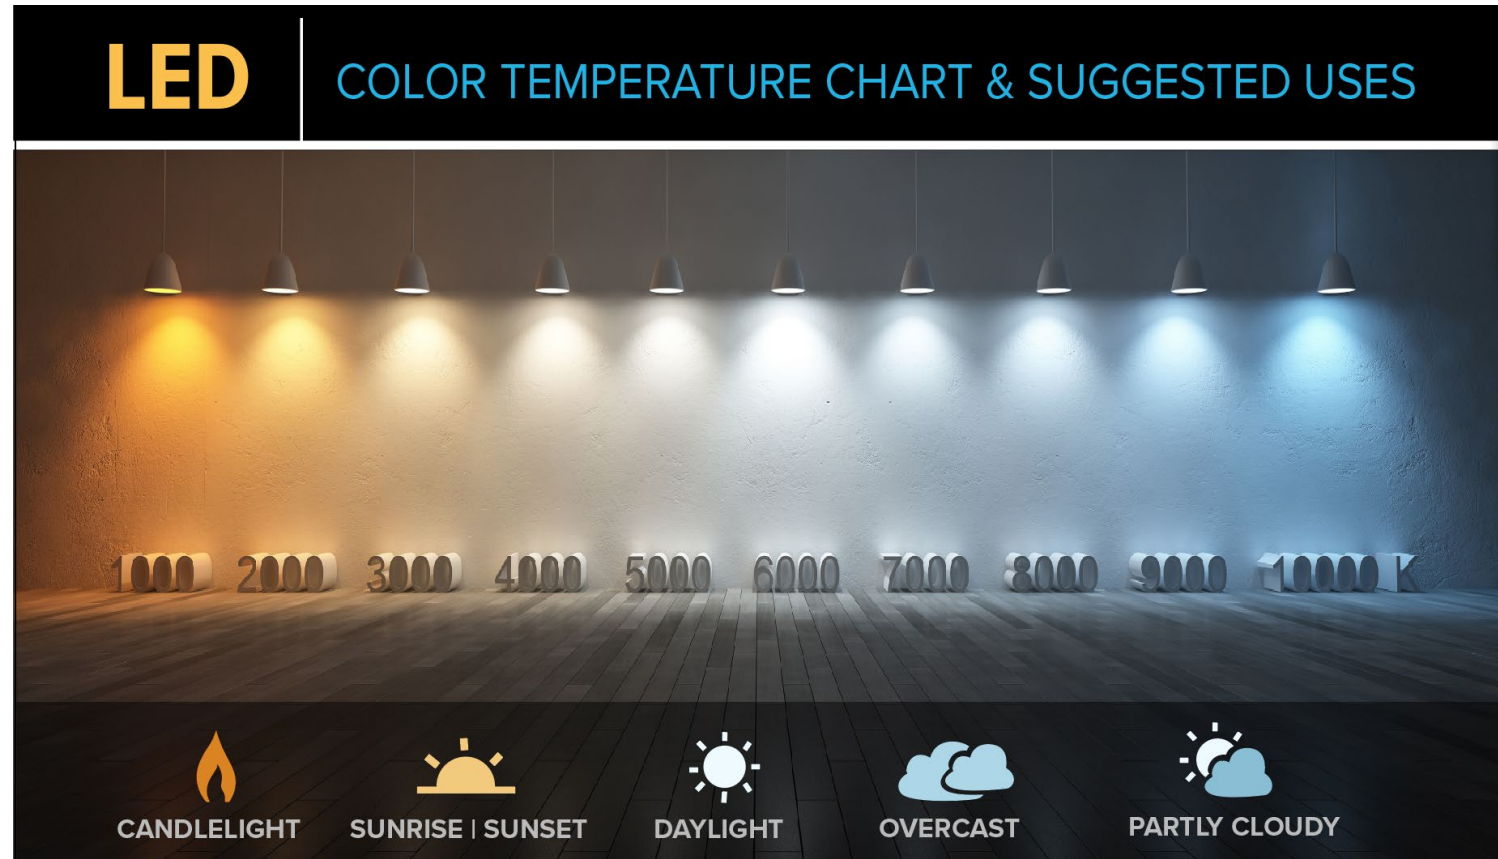 LED
COLOR TEMPERATURE CHART & SUGGESTED USES
1000 2000 3000 4000 5000 6000 7000 8000 9000 10000 K
CANDLELIGHT SUNRISE | SUNSET DAYLIGHT OVERCAST PARTLY CLOUDY